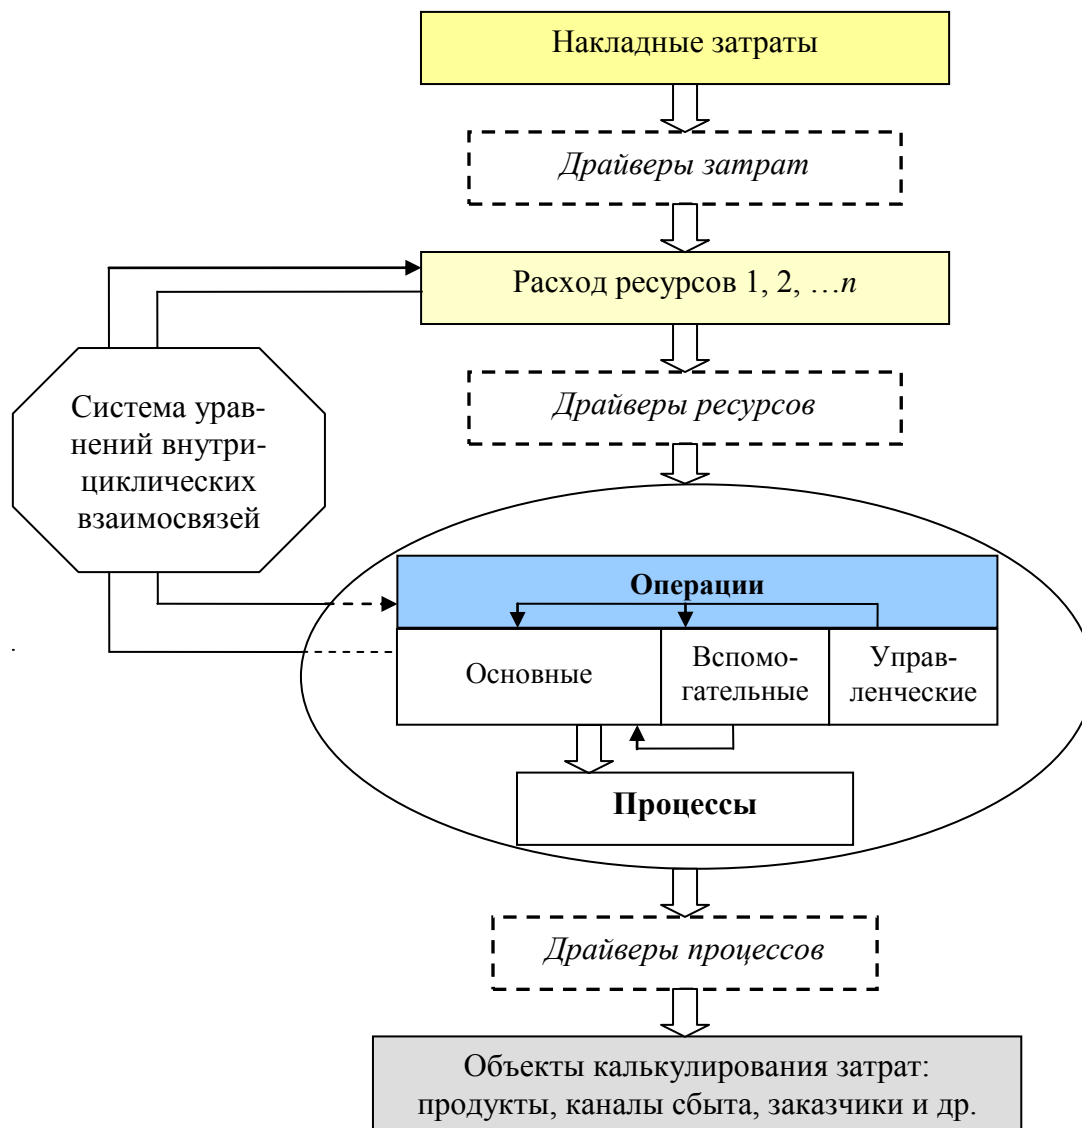 Накладные затраты
Драйверы затрат
Расход ресурсов 1, 2, …n
Драйверы ресурсов
Система урав-
нений внутри-
циклических
взаимосвязей
Операции
Основные
Вспомо-
гательные
Управ-
ленческие
Процессы
Драйверы процессов
Объекты калькулирования затрат:
продукты, каналы сбыта, заказчики и др.